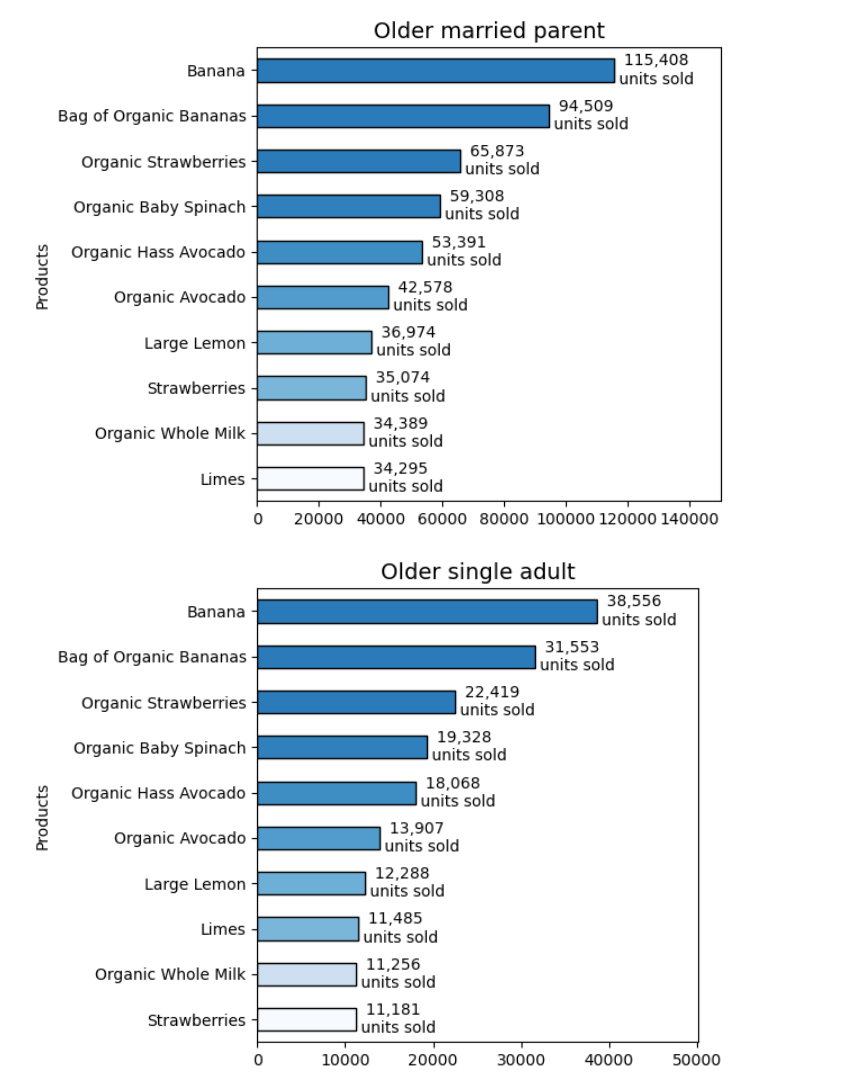 Older married parent
Products
Banana
115,408
units sold
Bag of Organic Bananas
94,509
units sold
Organic Strawberries
65,873
units sold
Organic Baby Spinach
59,308
units sold
Organic Hass Avocado
53,391
units sold
Organic Avocado
42,578
units sold
Large Lemon
36,974
units sold
Strawberries
35,074
units sold
Organic Whole Milk
34,389
units sold
Limes
34,295
units sold
0 20000 40000 60000 80000 100000 120000 140000
Older single adult
Products
Banana
38,556
units sold
Bag of Organic Bananas
31,553
units sold
Organic Strawberries
22,419
units sold
Organic Baby Spinach
19,328
units sold
Organic Hass Avocado
18,068
units sold
Organic Avocado
13,907
units sold
Large Lemon
12,288
units sold
Limes
11,485
units sold
Organic Whole Milk
11,256
units sold
Strawberries
11,181
units sold
0 10000 20000 30000 40000 50000